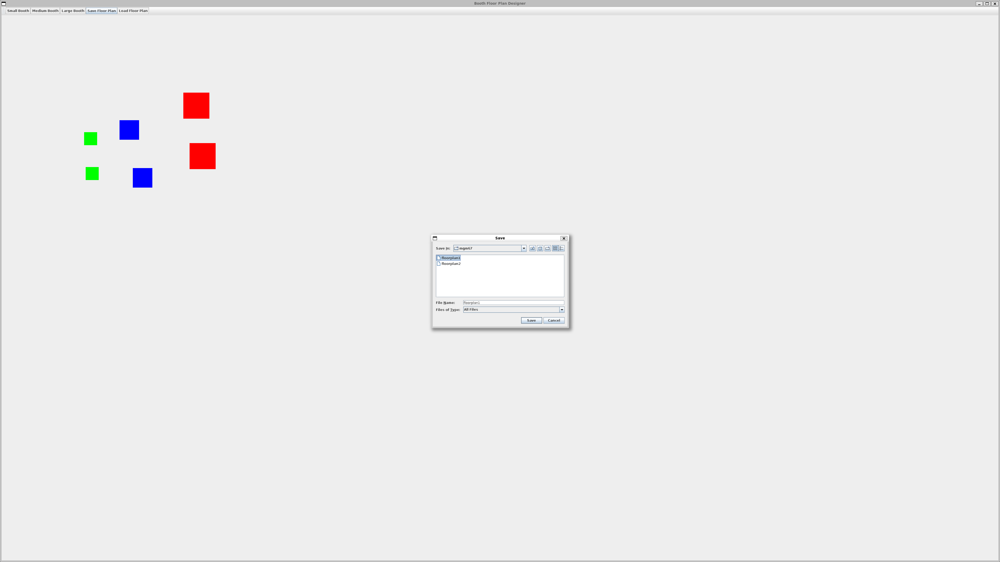 Booth Floor Plan Designer
Small Booth Medium Booth Large Booth Save Floor Plan Load Floor Plan
Save
Save In: mgm67
floorplan1
floorplan2
File Name: floorplan1
Files of Type: All Files
Save Cancel